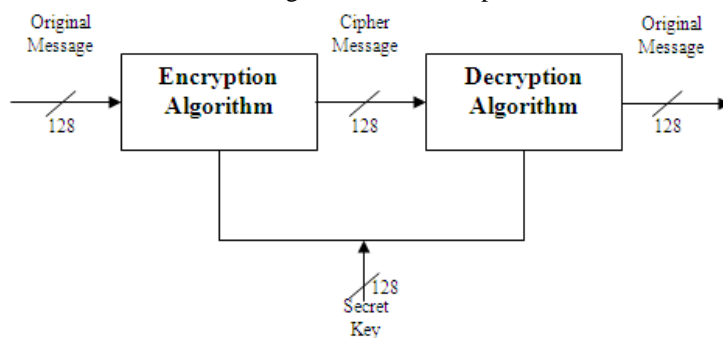 Original
Message
Cipher
Message
Original
Message
Encryption
Algorithm
Decryption
Algorithm
128
128
128
128
Secret
Key